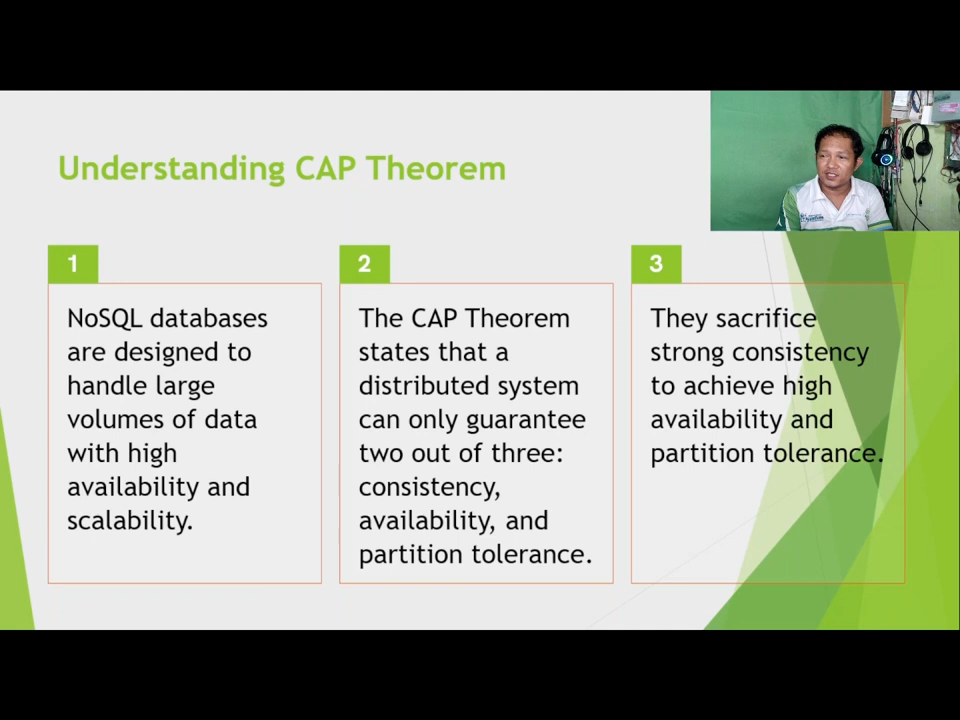 Understanding CAP Theorem
1
NoSQL databases
are designed to
handle large
volumes of data
with high
availability and
scalability.
2
The CAP Theorem
states that a
distributed system
can only guarantee
two out of three:
consistency,
availability, and
partition tolerance.
3
They sacrifice
strong consistency
to achieve high
availability and
partition tolerance.